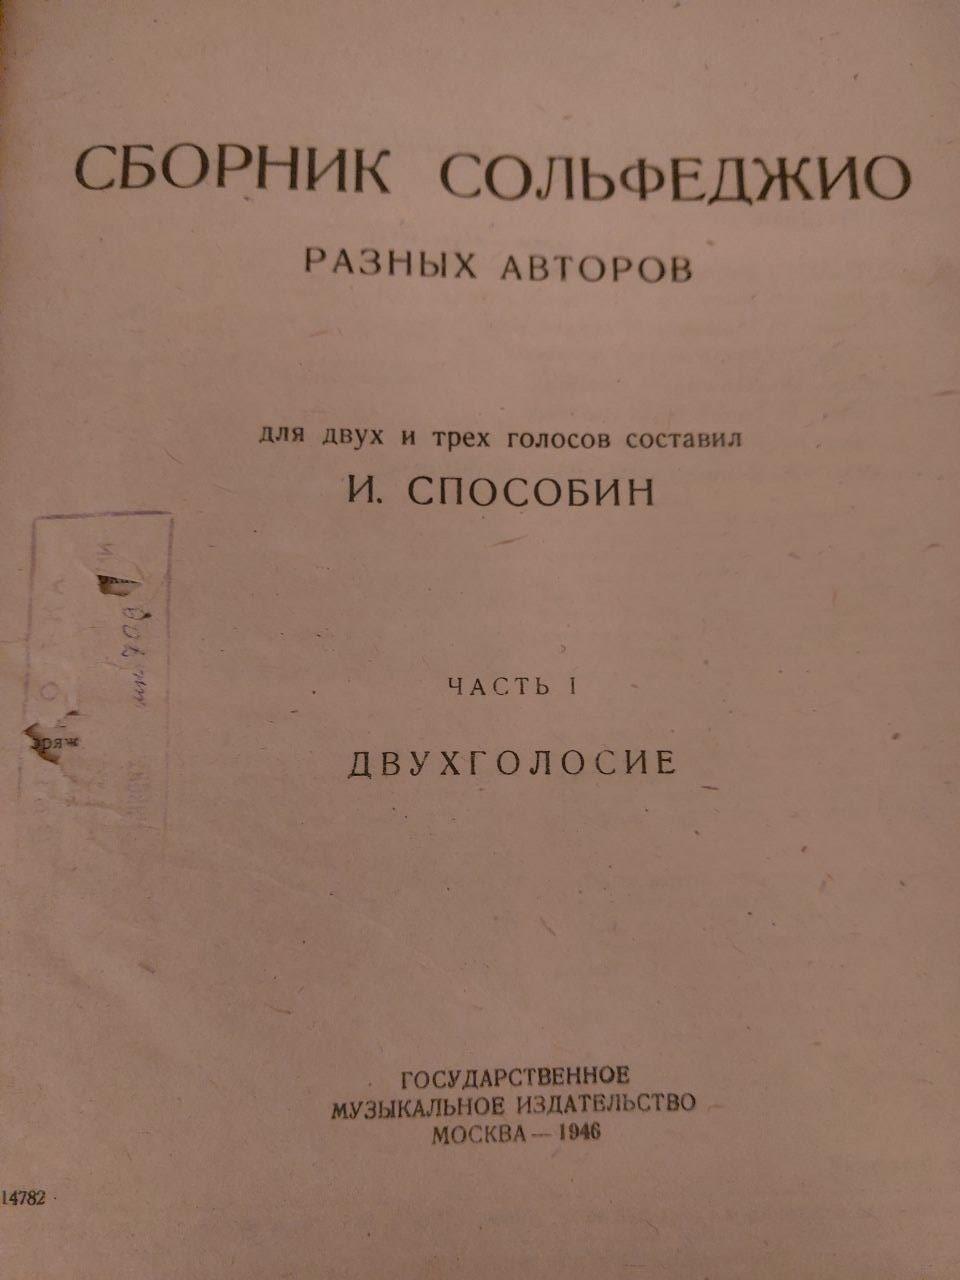 СБОРНИК СОЛЬФЕДЖИО
РАЗНЫХ АВТОРОВ
для двух и трех голосов составил
И. СПОСОБИН
ЧАСТЬ I
ДВУХГОЛОСИЕ
ГОСУДАРСТВЕННОЕ
МУЗЫКАЛЬНОЕ ИЗДАТЕЛЬСТВО
МОСКВА — 1946
14782